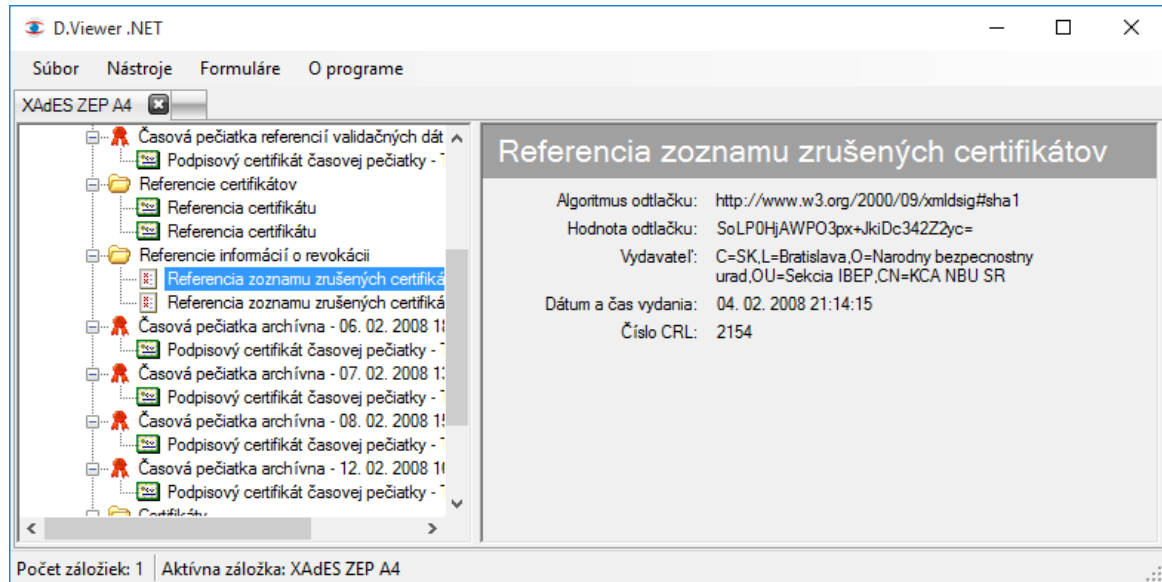 D.Viewer .NET
Súbor Nástroje Formuláre O programe
XAdES ZEP A4
Časová pečiatka referencií validačných dát
Podpisový certifikát časovej pečiatky -
Referencie certifikátov
Referencia certifikátu
Referencia certifikátu
Referencie informácií o revokácii
Referencia zoznamu zrušených certifiká
Referencia zoznamu zrušených certifiká
Časová pečiatka archívna - 06. 02. 2008
Podpisový certifikát časovej pečiatky -
Časová pečiatka archívna - 07. 02. 2008
Podpisový certifikát časovej pečiatky -
Časová pečiatka archívna - 08. 02. 2008
Podpisový certifikát časovej pečiatky -
Časová pečiatka archívna - 12. 02. 2008
Podpisový certifikát časovej pečiatky -
Certifikáty
Referencia zoznamu zrušených certifikátov
Algoritmus odtlačku: http://www.w3.org/2000/09/xmldsig#sha1
Hodnota odtlačku: SoLP0HjAWPO3px+JkiDc342Z2yc=
Vydavateľ: C=SK,L=Bratislava,O=Narodny bezpecnostny
urad,OU=Sekcia IBEP,CN=KCA NBU SR
Dátum a čas vydania: 04. 02. 2008 21:14:15
Číslo CRL: 2154
Počet záložiek: 1 Aktívna záložka: XAdES ZEP A4